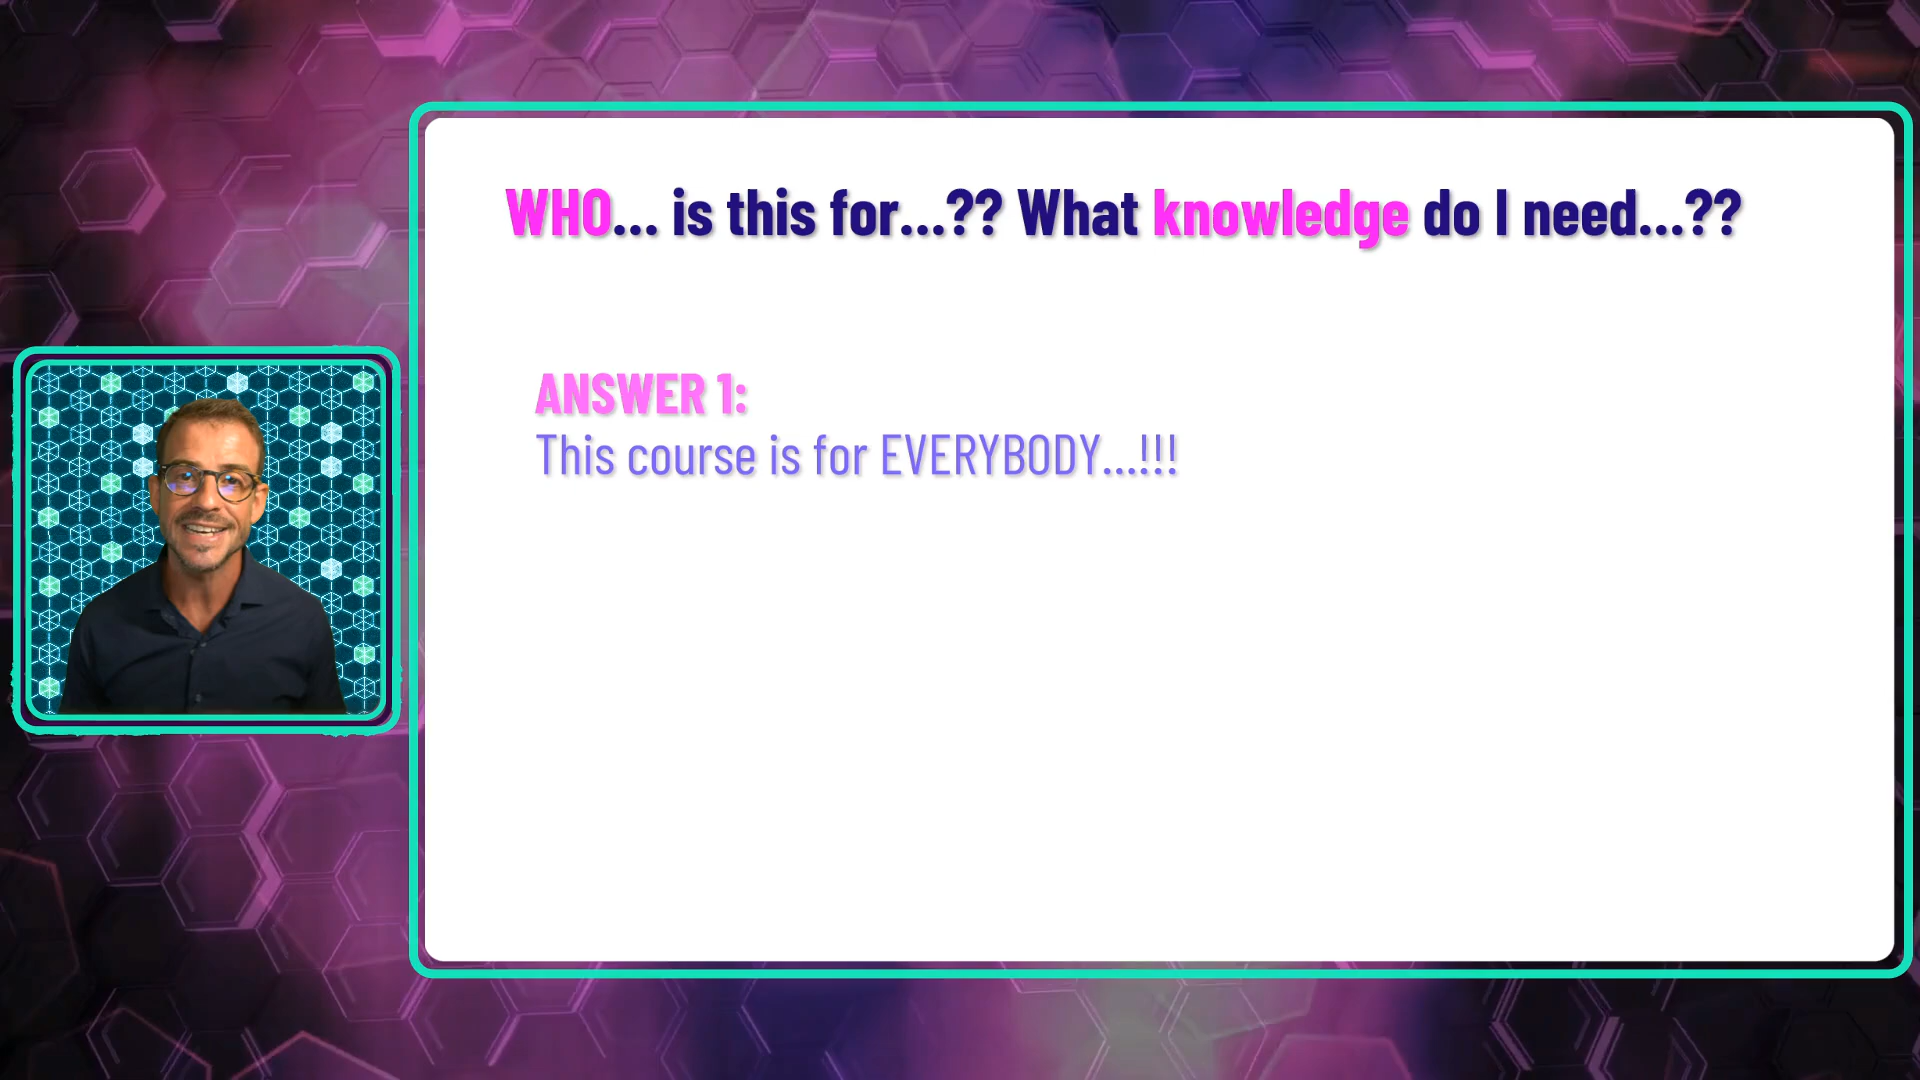 WHO... is this for...?? What knowledge do I need...??
ANSWER 1:
This course is for EVERYBODY...!!!